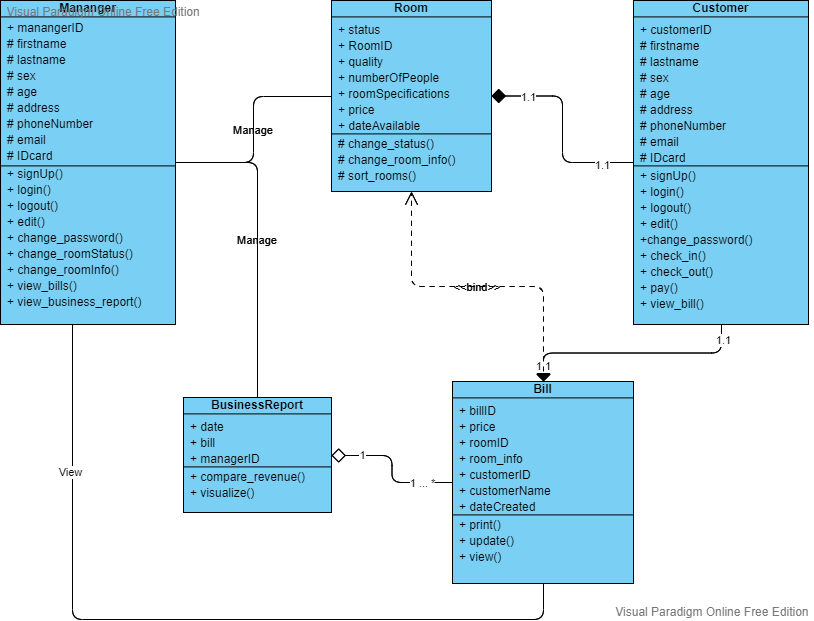 Visual Paradigm Online Free Edition
Mananger
+ manangerID
# firstname
# lastname
# sex
# age
# address
# phoneNumber
# email
# IDcard
+ signUp()
+ login()
+ logout()
+ edit()
+ change_password()
+ change_roomStatus()
+ change_roomInfo()
+ view_bills()
+ view_business_report()
Room
+ status
+ RoomID
+ quality
+ numberOfPeople
+ roomSpecifications
+ price
+ dateAvailable
# change_status()
# change_room_info()
# sort_rooms()
Customer
+ customerID
# firstname
# lastname
# sex
# age
# address
# phoneNumber
# email
# IDcard
+ signUp()
+ login()
+ logout()
+ edit()
+change_password()
+ check_in()
+ check_out()
+ pay()
+ view_bill()
Manage
Manage
1.1
1.1
<<bind>>
1.1
1.1
BusinessReport
+ date
+ bill
+ managerID
+ compare_revenue()
+ visualize()
1
1 ... *
Bill
+ billID
+ price
+ roomID
+ room_info
+ customerID
+ customerName
+ dateCreated
+ print()
+ update()
+ view()
View
Visual Paradigm Online Free Edition